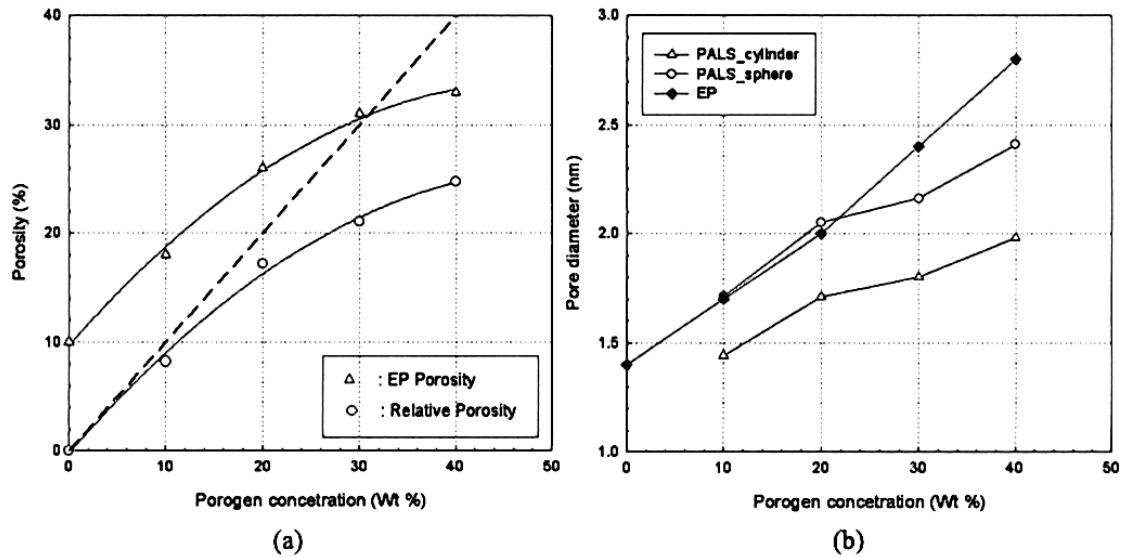 40
30
20
10
0
Porosity (%)
0 10 20 30 40 50
Porogen concetration (Wt %)
: EP Porosity
: Relative Porosity
(a)
3.0
2.5
2.0
1.5
1.0
Pore diameter (nm)
0 10 20 30 40 50
Porogen concetration (Wt %)
PALS_cylinder
PALS_sphere
EP
(b)